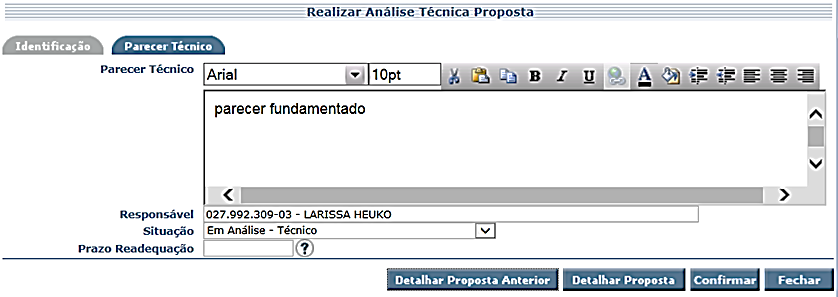 Realizar Análise Técnica Proposta
Identificação Parecer Técnico
Parecer Técnico Arial 10pt B I U A
parecer fundamentado
Responsável 027.992.309-03 - LARISSA HEUKO
Situação Em Análise - Técnico
Prazo Readequação ?
Detalhar Proposta Anterior Detalhar Proposta Confirmar Fechar